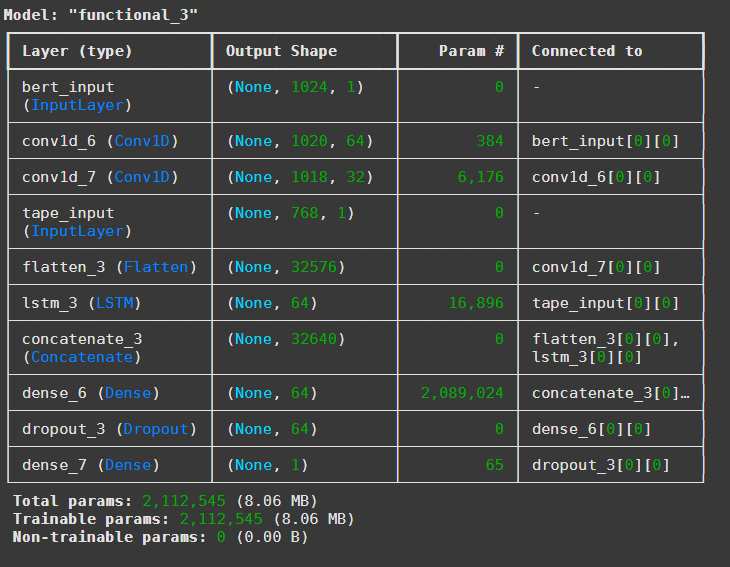 Model: "functional_3"
Layer (type) Output Shape Param # Connected to
bert_input (None, 1024, 1) 0 -
(InputLayer)
conv1d_6 (Conv1D) (None, 1020, 64) 384 bert_input[0][0]
conv1d_7 (Conv1D) (None, 1018, 32) 6,176 conv1d_6[0][0]
tape_input (None, 768, 1) 0 -
(InputLayer)
flatten_3 (Flatten) (None, 32576) 0 conv1d_7[0][0]
lstm_3 (LSTM) (None, 64) 16,896 tape_input[0][0]
concatenate_3 (None, 32640) 0 flatten_3[0][0],
(Concatenate) lstm_3[0][0]
dense_6 (Dense) (None, 64) 2,089,024 concatenate_3[0]…
dropout_3 (Dropout) (None, 64) 0 dense_6[0][0]
dense_7 (Dense) (None, 1) 65 dropout_3[0][0]
Total params: 2,112,545 (8.06 MB)
Trainable params: 2,112,545 (8.06 MB)
Non-trainable params: 0 (0.00 B)